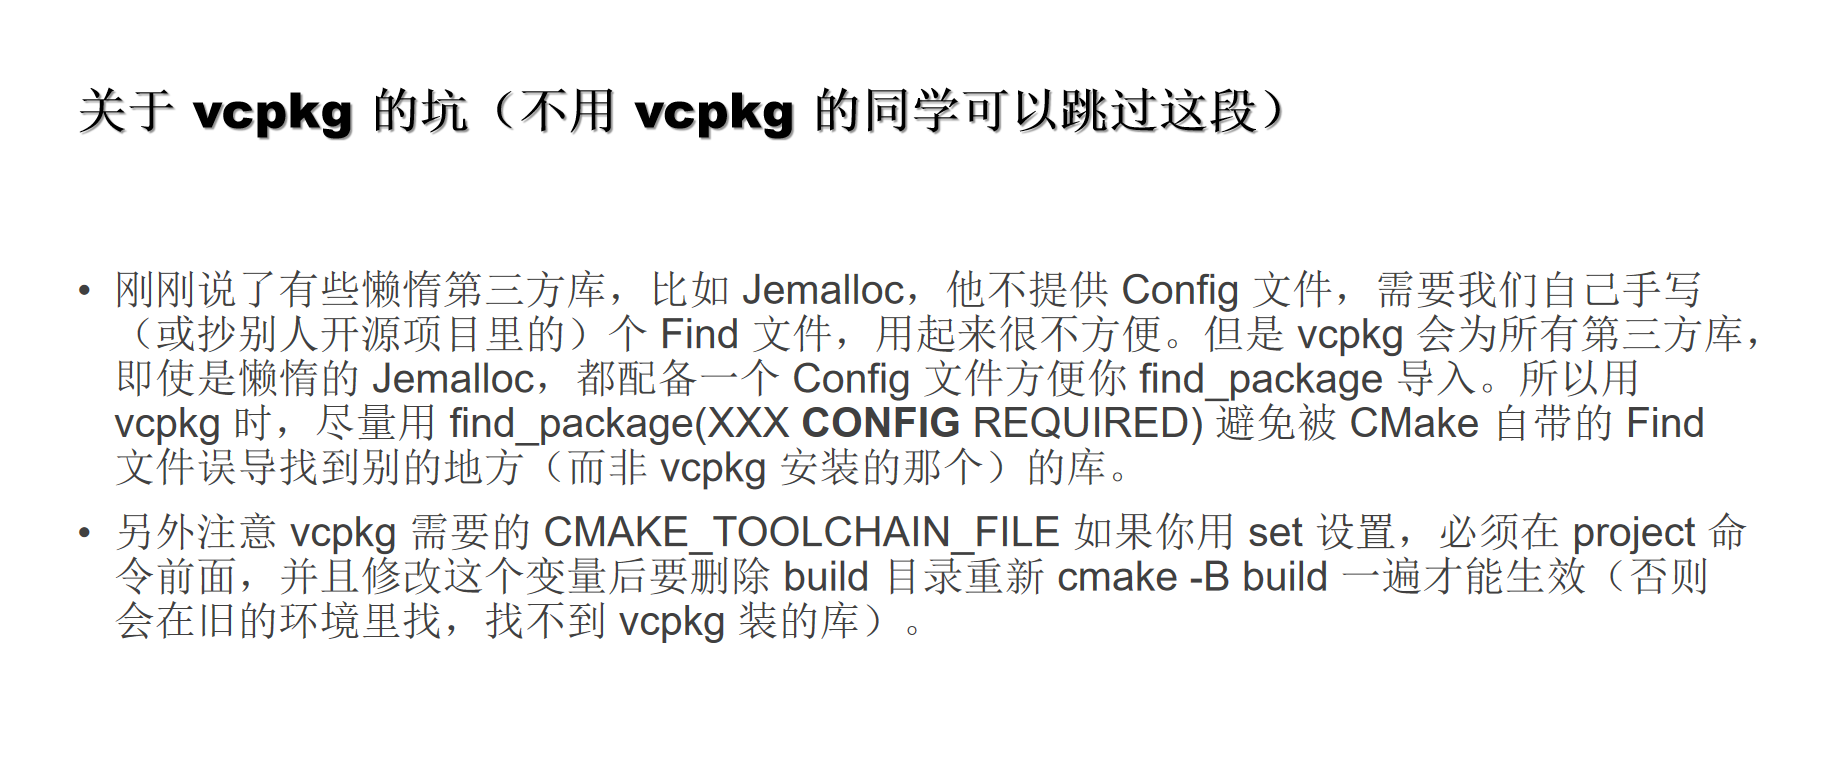 关于 vcpkg 的坑（不用 vcpkg 的同学可以跳过这段）
• 刚刚说了有些懒惰第三方库，比如 Jemalloc，他不提供 Config 文件，需要我们自己手写
（或抄别人开源项目里的）个 Find 文件，用起来很不方便。但是 vcpkg 会为所有第三方库，
即使是懒惰的 Jemalloc，都配备一个 Config 文件方便你 find_package 导入。所以用
vcpkg 时，尽量用 find_package(XXX CONFIG REQUIRED) 避免被 CMake 自带的 Find
文件误导找到别的地方（而非 vcpkg 安装的那个）的库。
• 另外注意 vcpkg 需要的 CMAKE_TOOLCHAIN_FILE 如果你用 set 设置，必须在 project 命
令前面，并且修改这个变量后要删除 build 目录重新 cmake -B build 一遍才能生效（否则
会在旧的环境里找，找不到 vcpkg 装的库）。